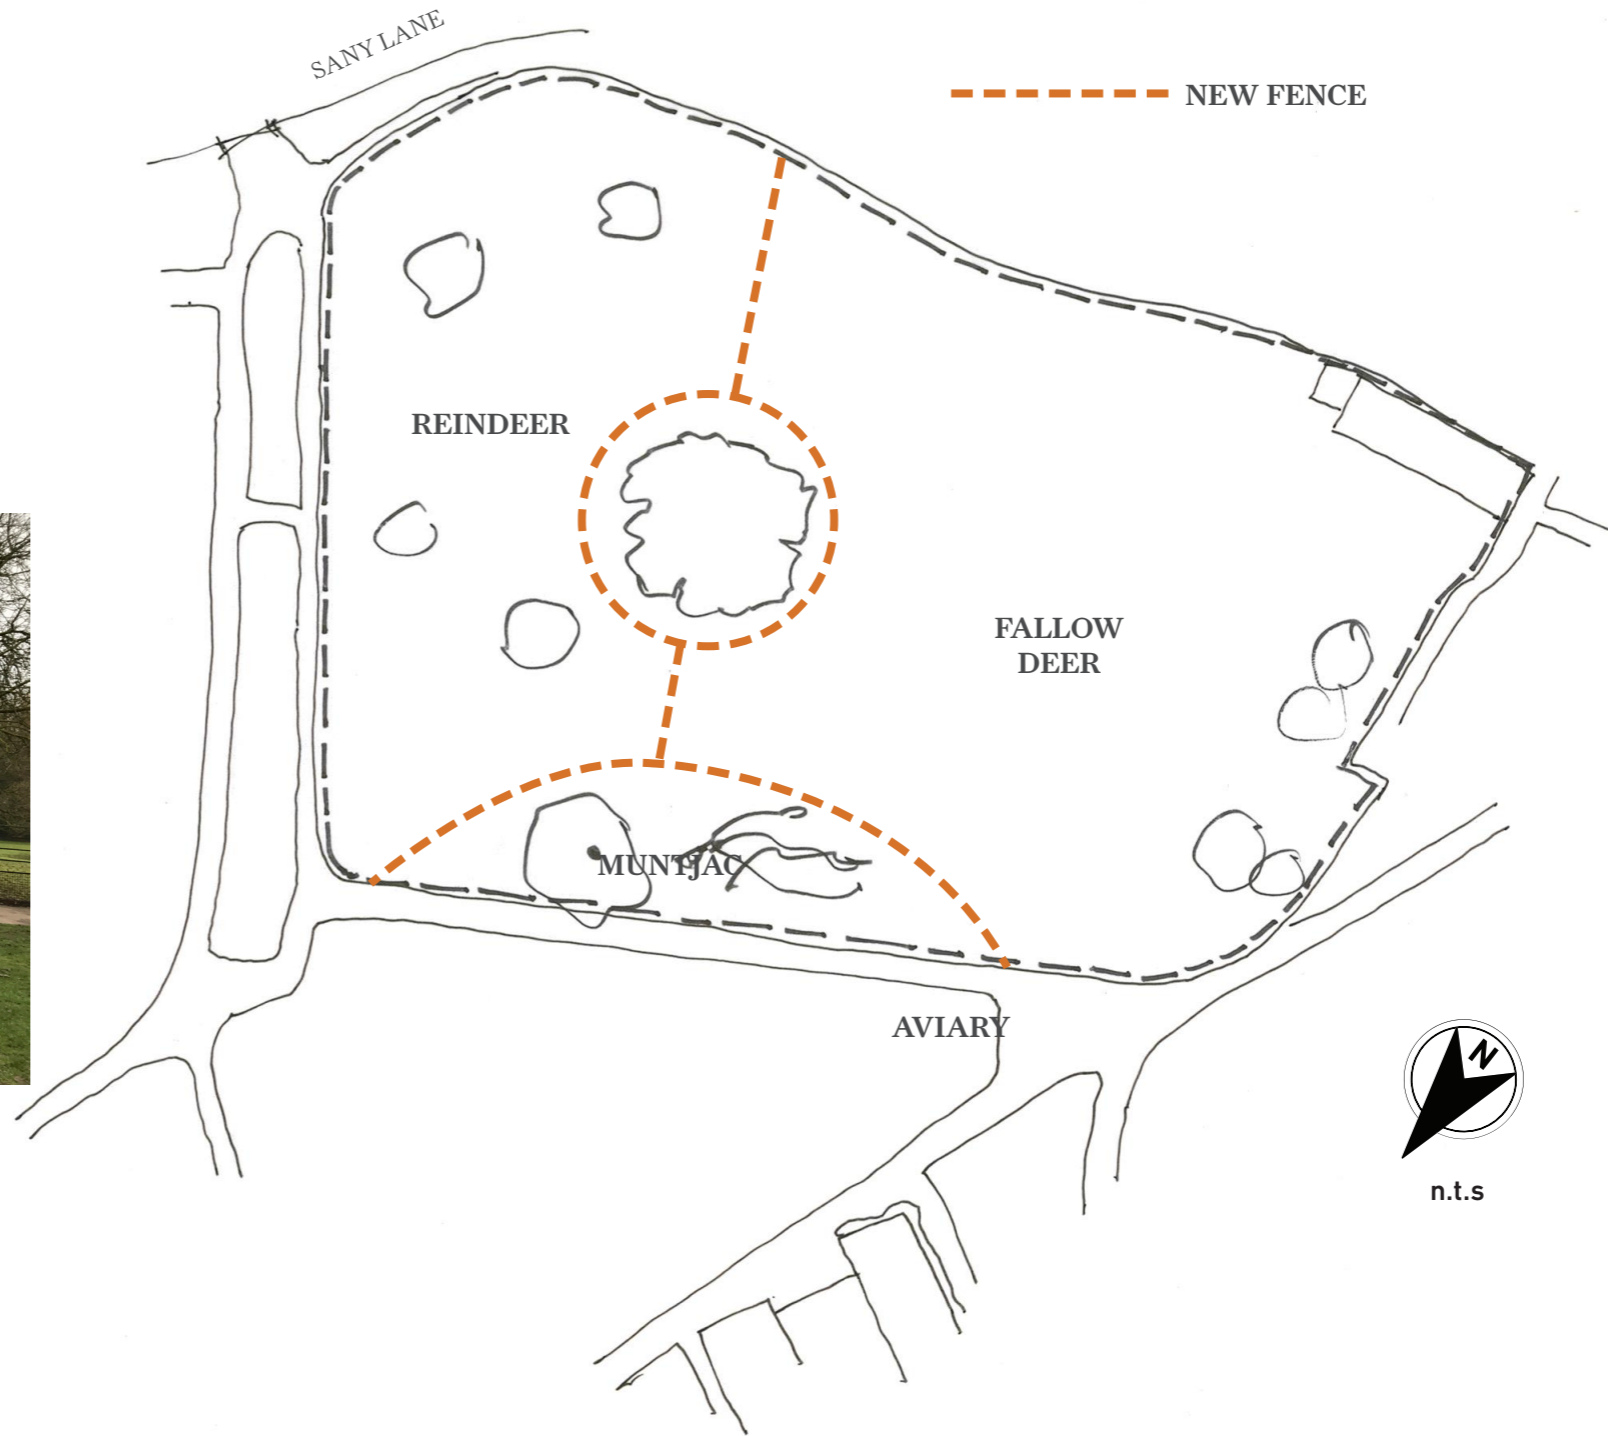 SANY LANE
NEW FENCE
REINDEER
FALLOW
DEER
MUNTJAC
AVIARY
N
n.t.s